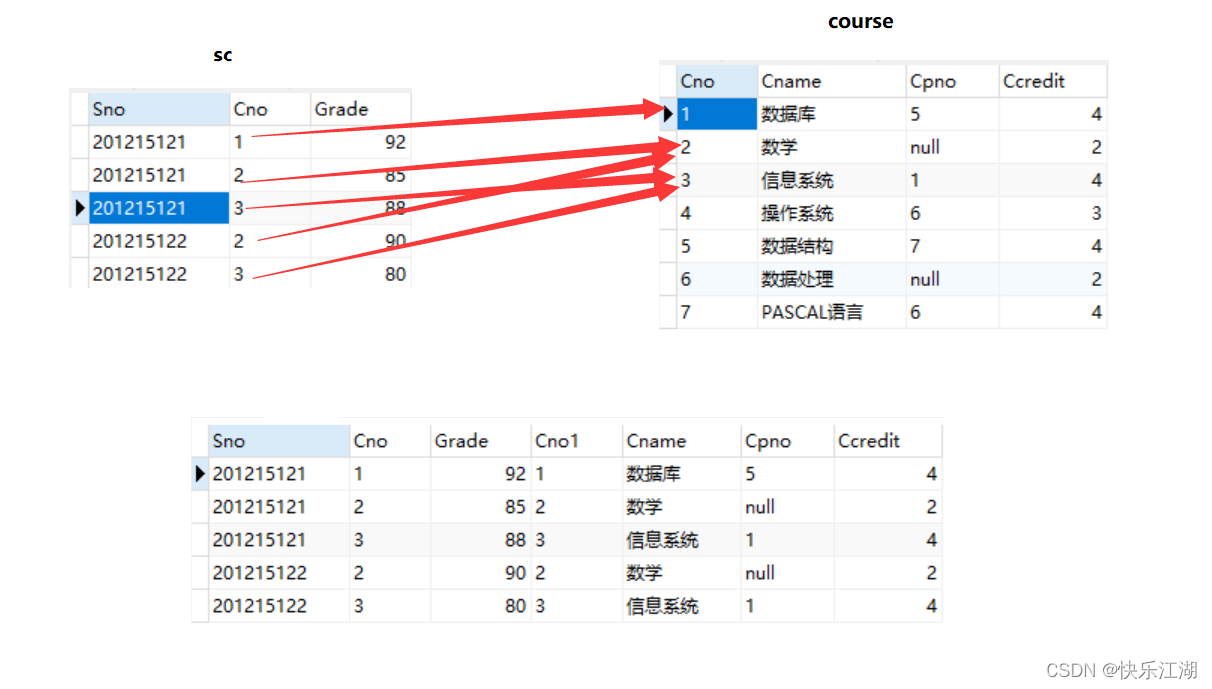 course
sc
Sno Cno Grade
201215121 1 92
201215121 2 85
201215121 3 88
201215122 2 90
201215122 3 80
Cno Cname Cpno Ccredit
1 数据库 5 4
2 数学 null 2
3 信息系统 1 4
4 操作系统 6 3
5 数据结构 7 4
6 数据处理 null 2
7 PASCAL语言 6 4
Sno Cno Grade Cno1 Cname Cpno Ccredit
201215121 1 92 1 数据库 5 4
201215121 2 85 2 数学 null 2
201215121 3 88 3 信息系统 1 4
201215122 2 90 2 数学 null 2
201215122 3 80 3 信息系统 1 4
CSDN @快乐江湖